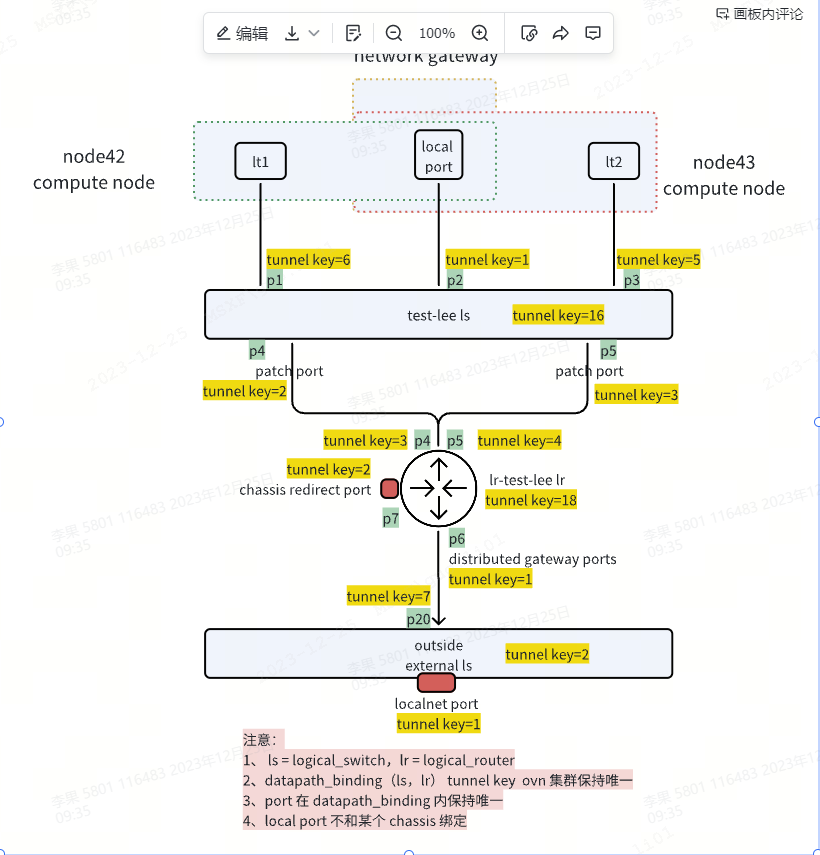 画板内评论
编辑
100%
network gateway
node42
compute node
lt1
local
port
lt2
node43
compute node
tunnel key=6
p1
tunnel key=1
p2
tunnel key=5
p3
test-lee ls
tunnel key=16
p4
patch port
tunnel key=2
p5
patch port
tunnel key=3
tunnel key=3
p4
p5
tunnel key=4
tunnel key=2
chassis redirect port
p7
lr-test-lee lr
tunnel key=18
p6
distributed gateway ports
tunnel key=1
tunnel key=7
p20
outside
external ls
tunnel key=2
localnet port
tunnel key=1
注意：
1、 ls = logical_switch，lr = logical_router
2、datapath_binding（ls，lr） tunnel key ovn 集群保持唯一
3、port 在 datapath_binding 内保持唯一
4、local port 不和某个 chassis 绑定
李果 5801 116483 2023年12月25日
09:35